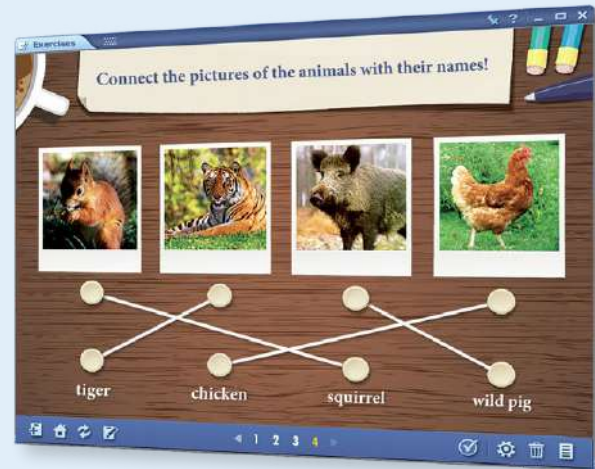 Exercises
?
Connect the pictures of the animals with their names!
tiger
chicken
squirrel
wild pig
1 2 3 4